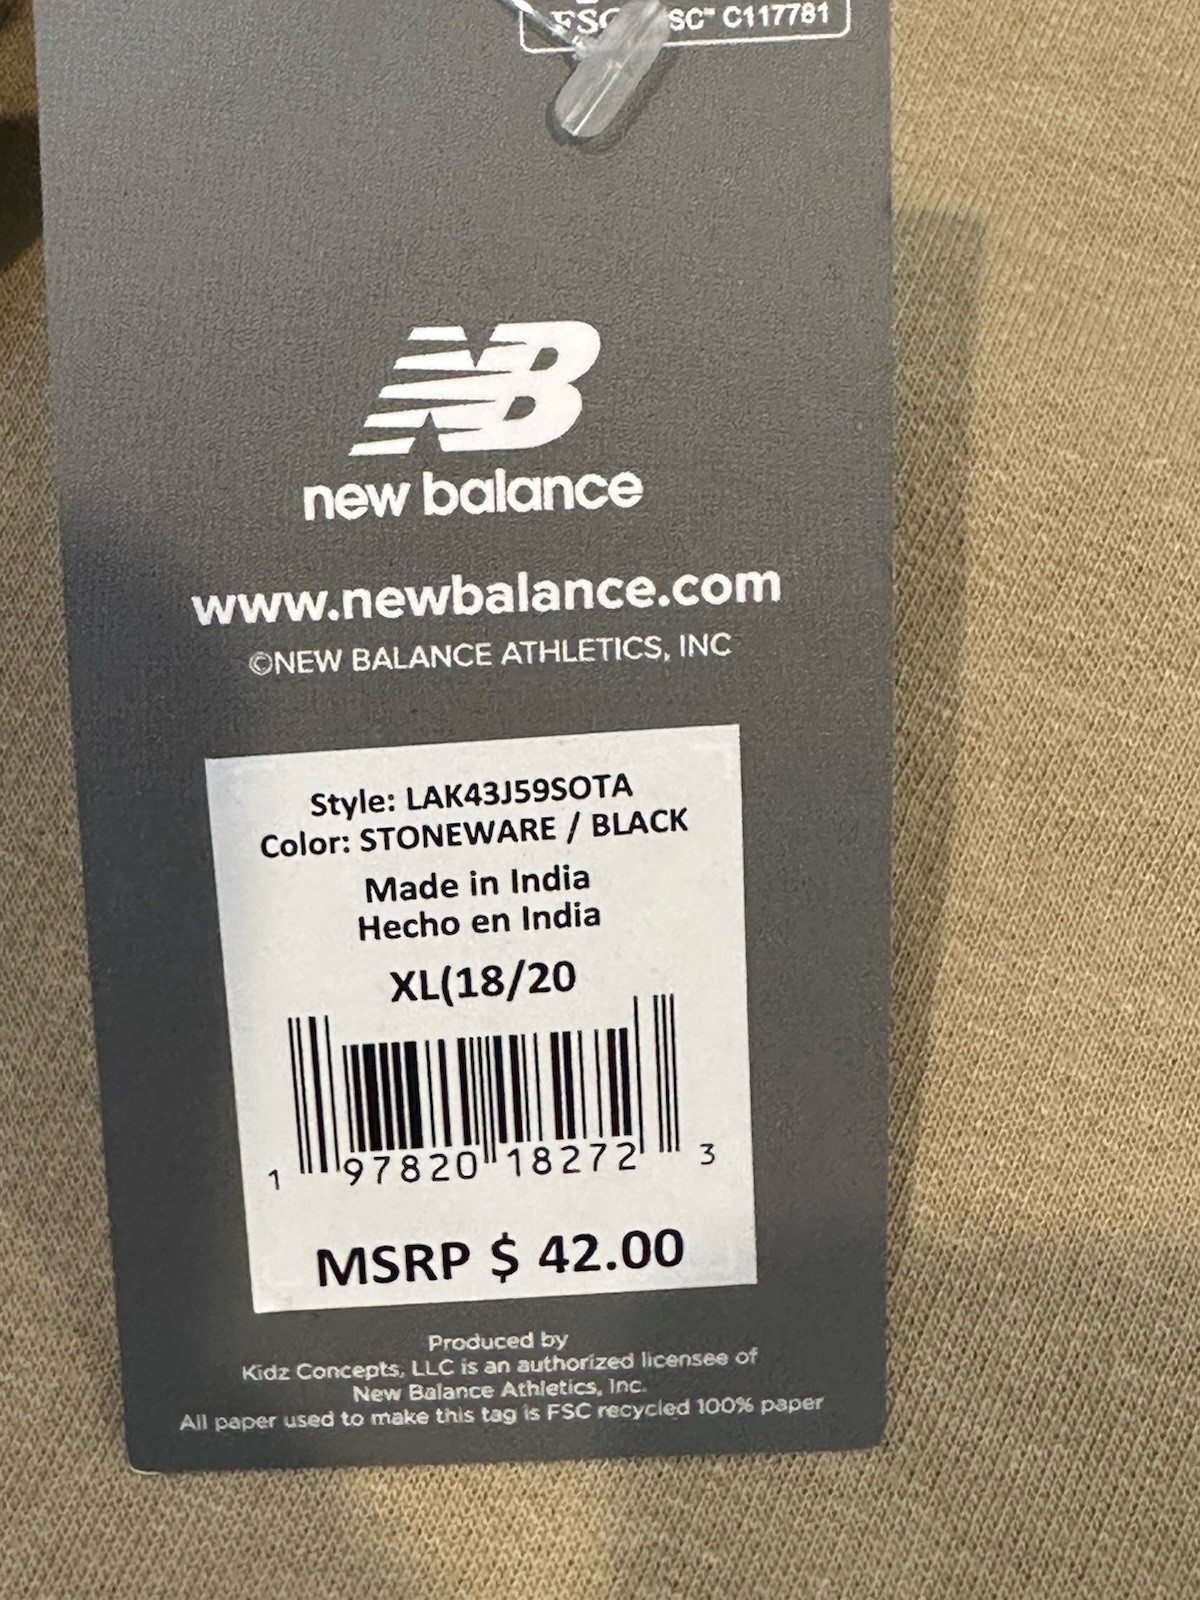 FSC™ C117781
NB
new balance
www.newbalance.com
©NEW BALANCE ATHLETICS, INC
Style: LAK43J59SOTA
Color: STONEWARE / BLACK
Made in India
Hecho en India
XL(18/20
1 97820 18272 3
MSRP $ 42.00
Produced by
Kidz Concepts, LLC is an authorized licensee of
New Balance Athletics, Inc.
All paper used to make this tag is FSC recycled 100% paper